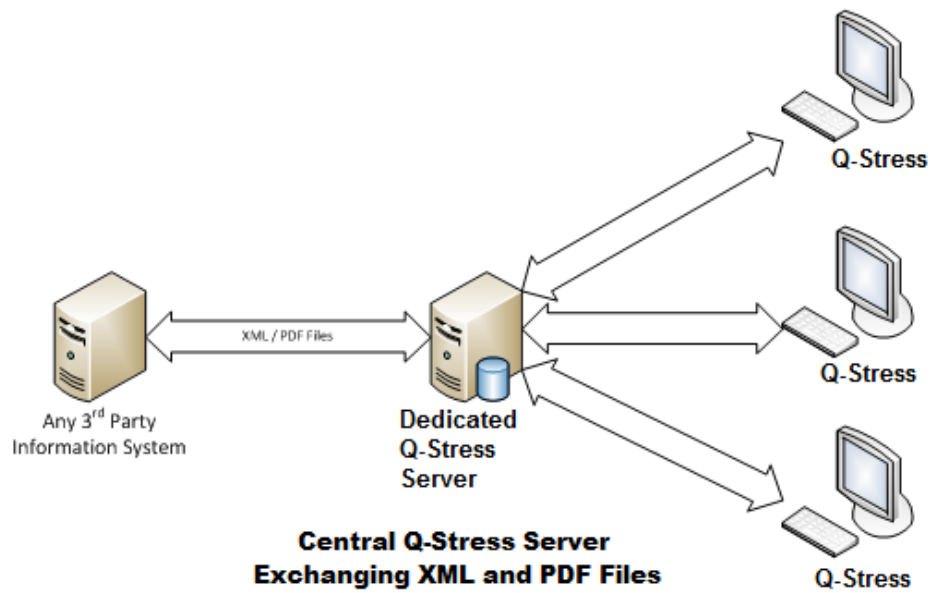 Q-Stress
XML / PDF Files
Q-Stress
Any 3rd Party
Information System
Dedicated
Q-Stress
Server
Central Q-Stress Server
Exchanging XML and PDF Files
Q-Stress